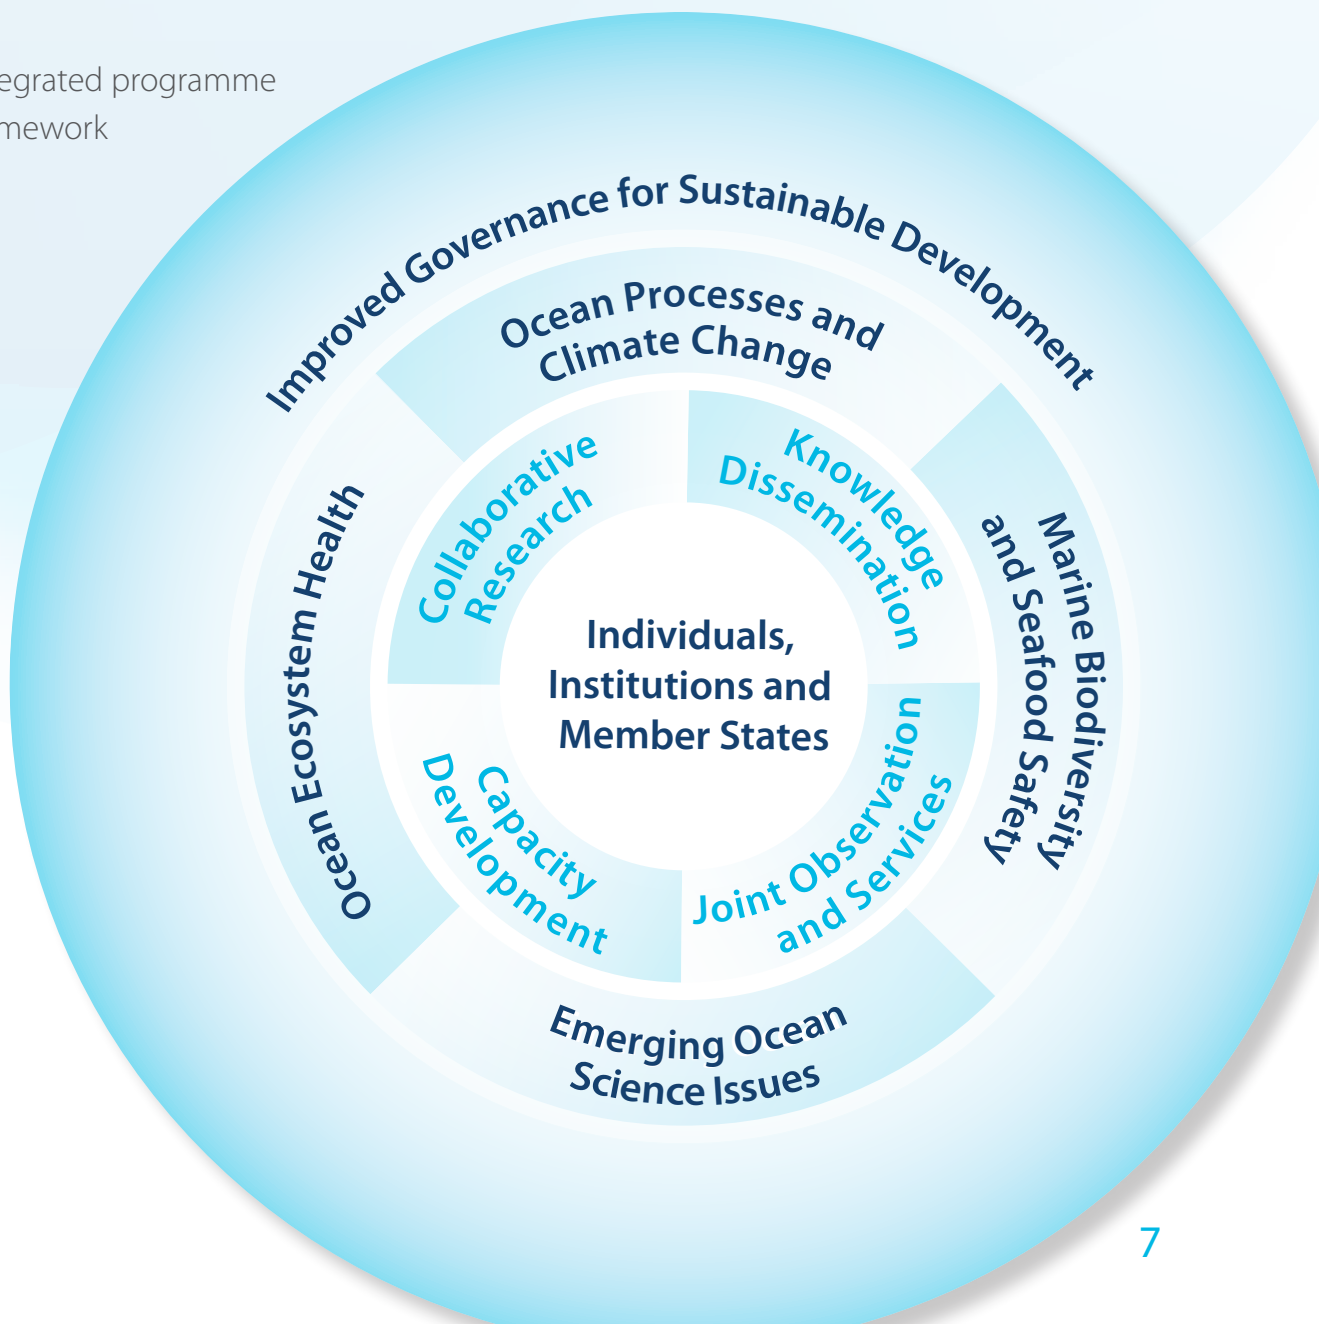 egrated programme
mework
Improved Governance for Sustainable Development
Ocean Processes and
Climate Change
Collaborative
Research
Knowledge
Dissemination
Ocean Ecosystem Health
Marine Biodiversity
and Seafood Safety
Individuals,
Institutions and
Member States
Capacity
Development
Joint Observation
and Services
Emerging Ocean
Science Issues
7